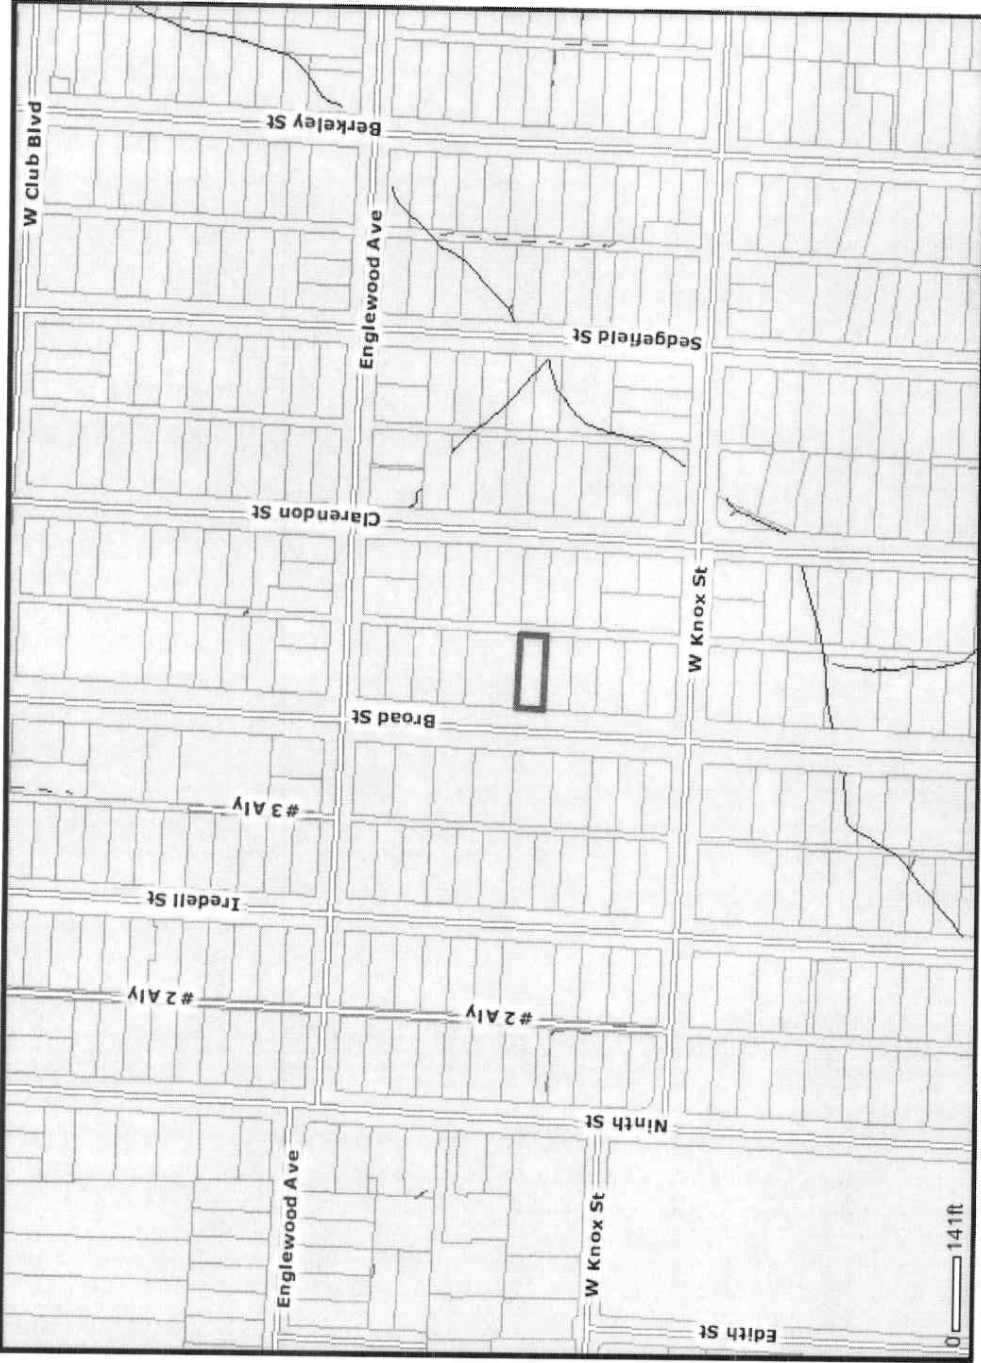 W Club Blvd
Berkeley St
Englewood Ave
Sedgefield St
Clarendon St
W Knox St
Broad St
#3 Aly
Iredell St
#2 Aly
#2 Aly
Ninth St
Englewood Ave
W Knox St
Edith St
0 141ft